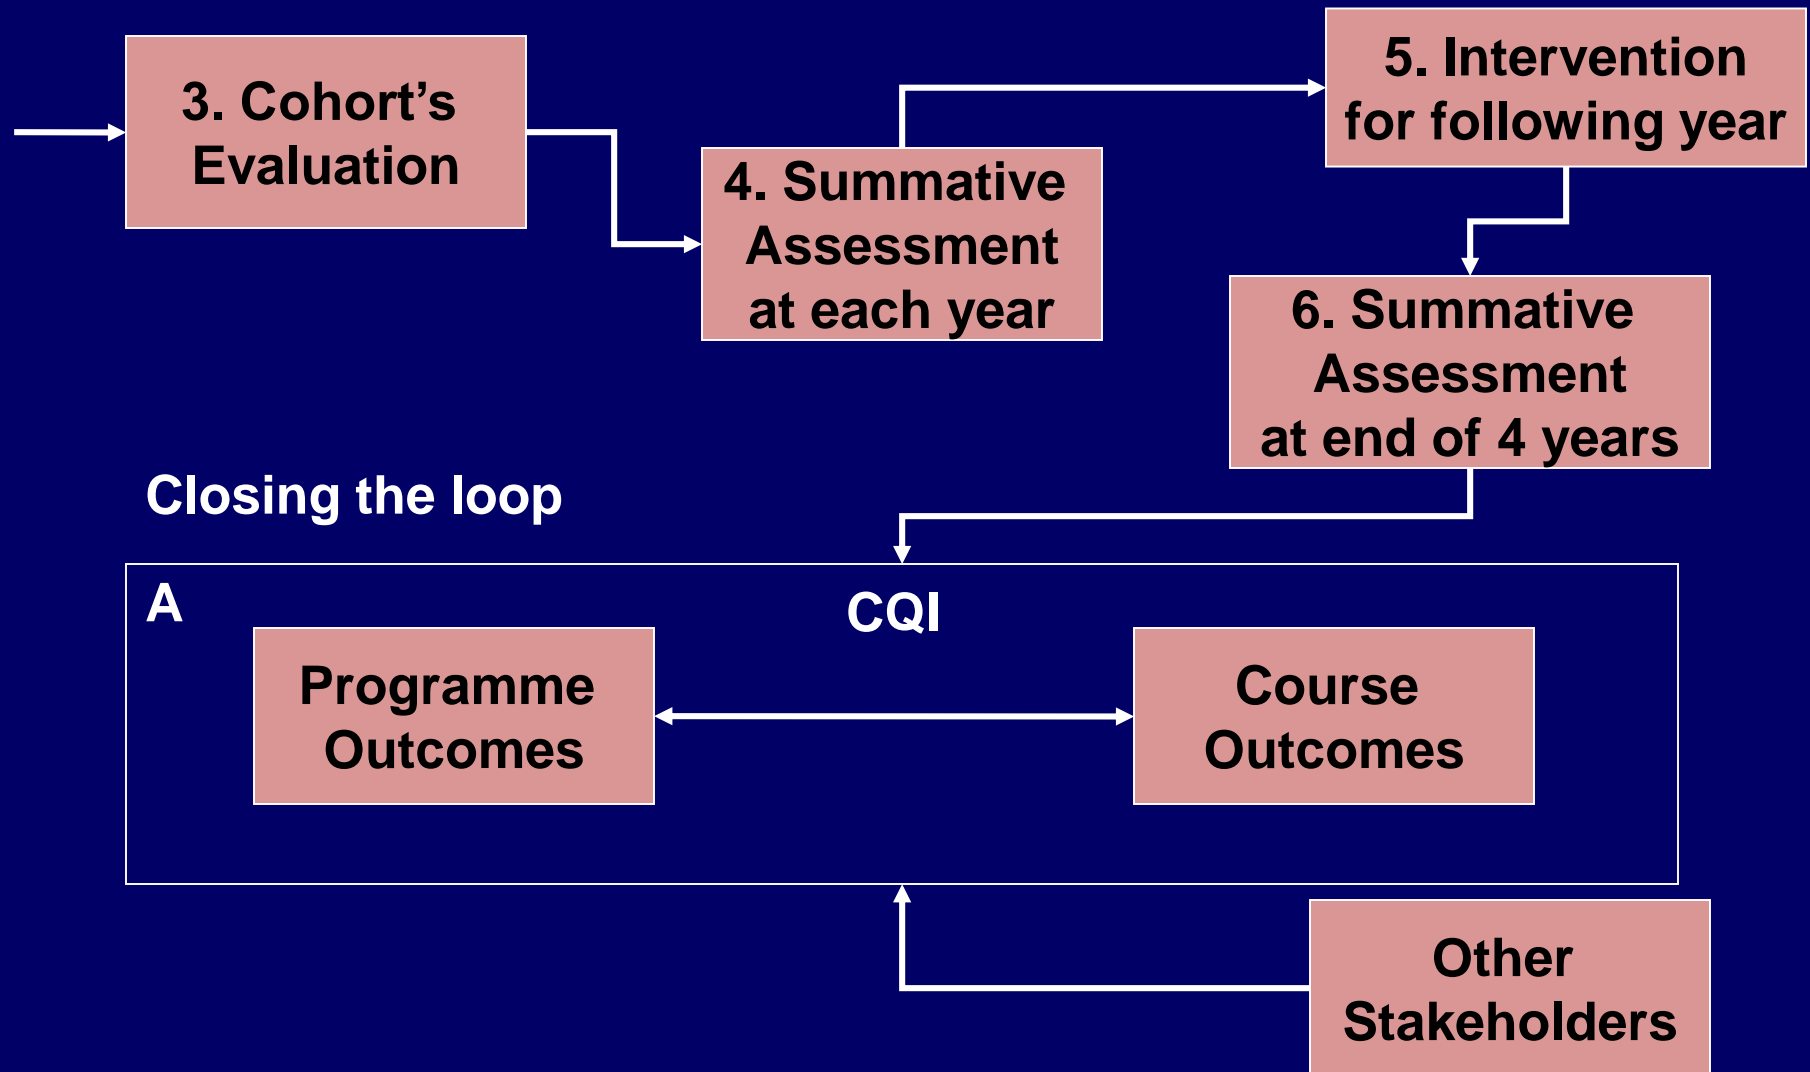 3. Cohort’s
Evaluation
4. Summative
Assessment
at each year
5. Intervention
for following year
6. Summative
Assessment
at end of 4 years
Closing the loop
A
CQI
Programme
Outcomes
Course
Outcomes
Other
Stakeholders